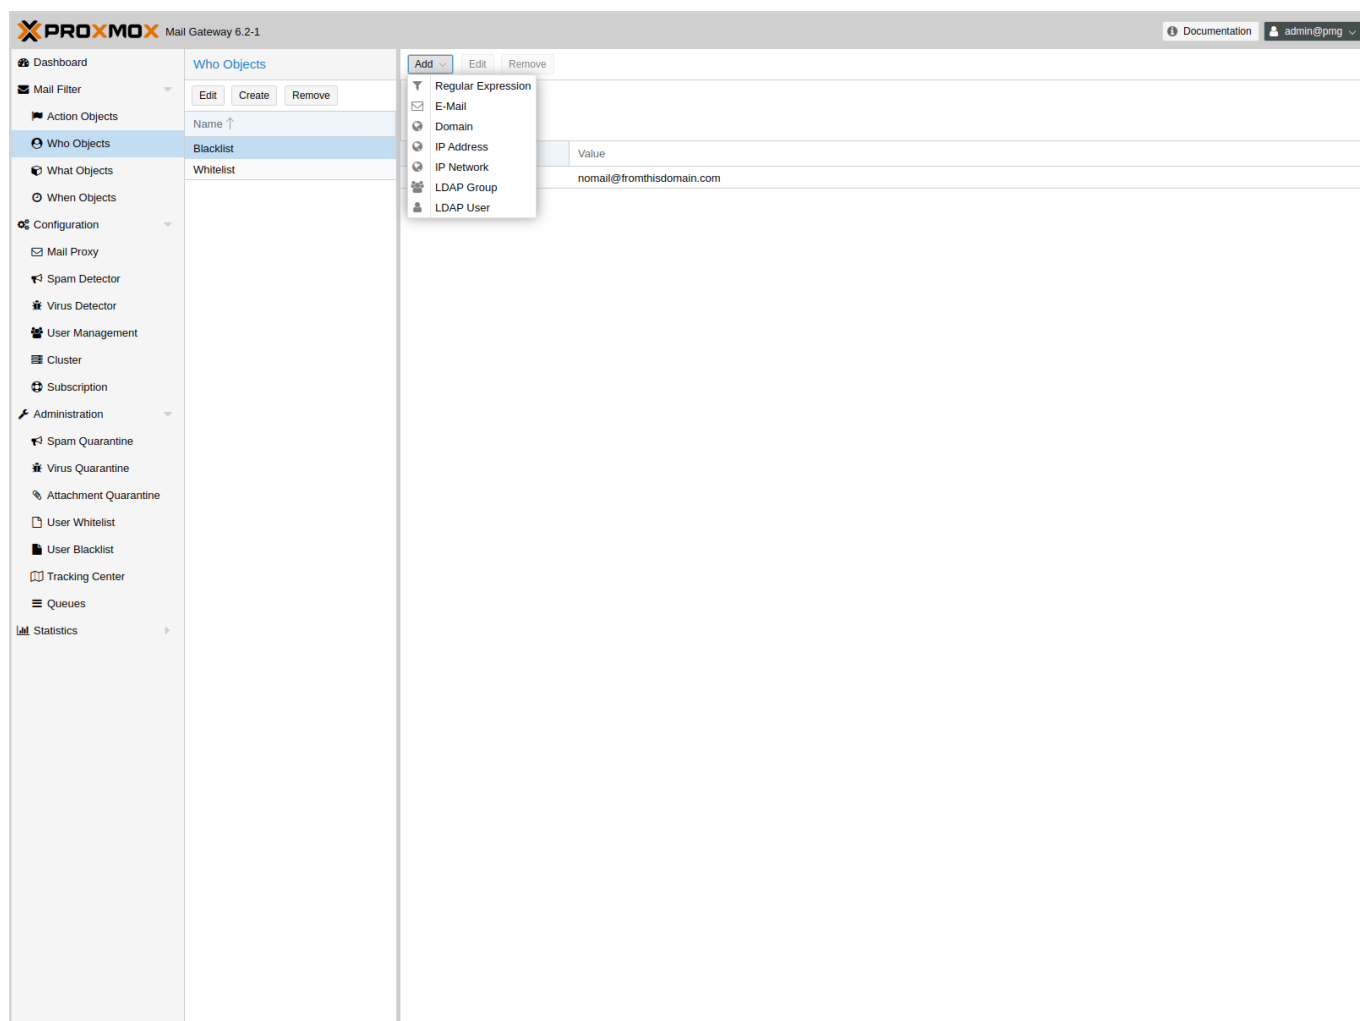 PROXMOX Mail Gateway 6.2-1
Documentation
admin@pmg
Dashboard
Mail Filter
Action Objects
Who Objects
What Objects
When Objects
Configuration
Mail Proxy
Spam Detector
Virus Detector
User Management
Cluster
Subscription
Administration
Spam Quarantine
Virus Quarantine
Attachment Quarantine
User Whitelist
User Blacklist
Tracking Center
Queues
Statistics
Who Objects
Edit Create Remove
Name
Blacklist
Whitelist
Add Edit Remove
Regular Expression
E-Mail
Domain
IP Address
IP Network
LDAP Group
LDAP User
Value
nomail@fromthisdomain.com